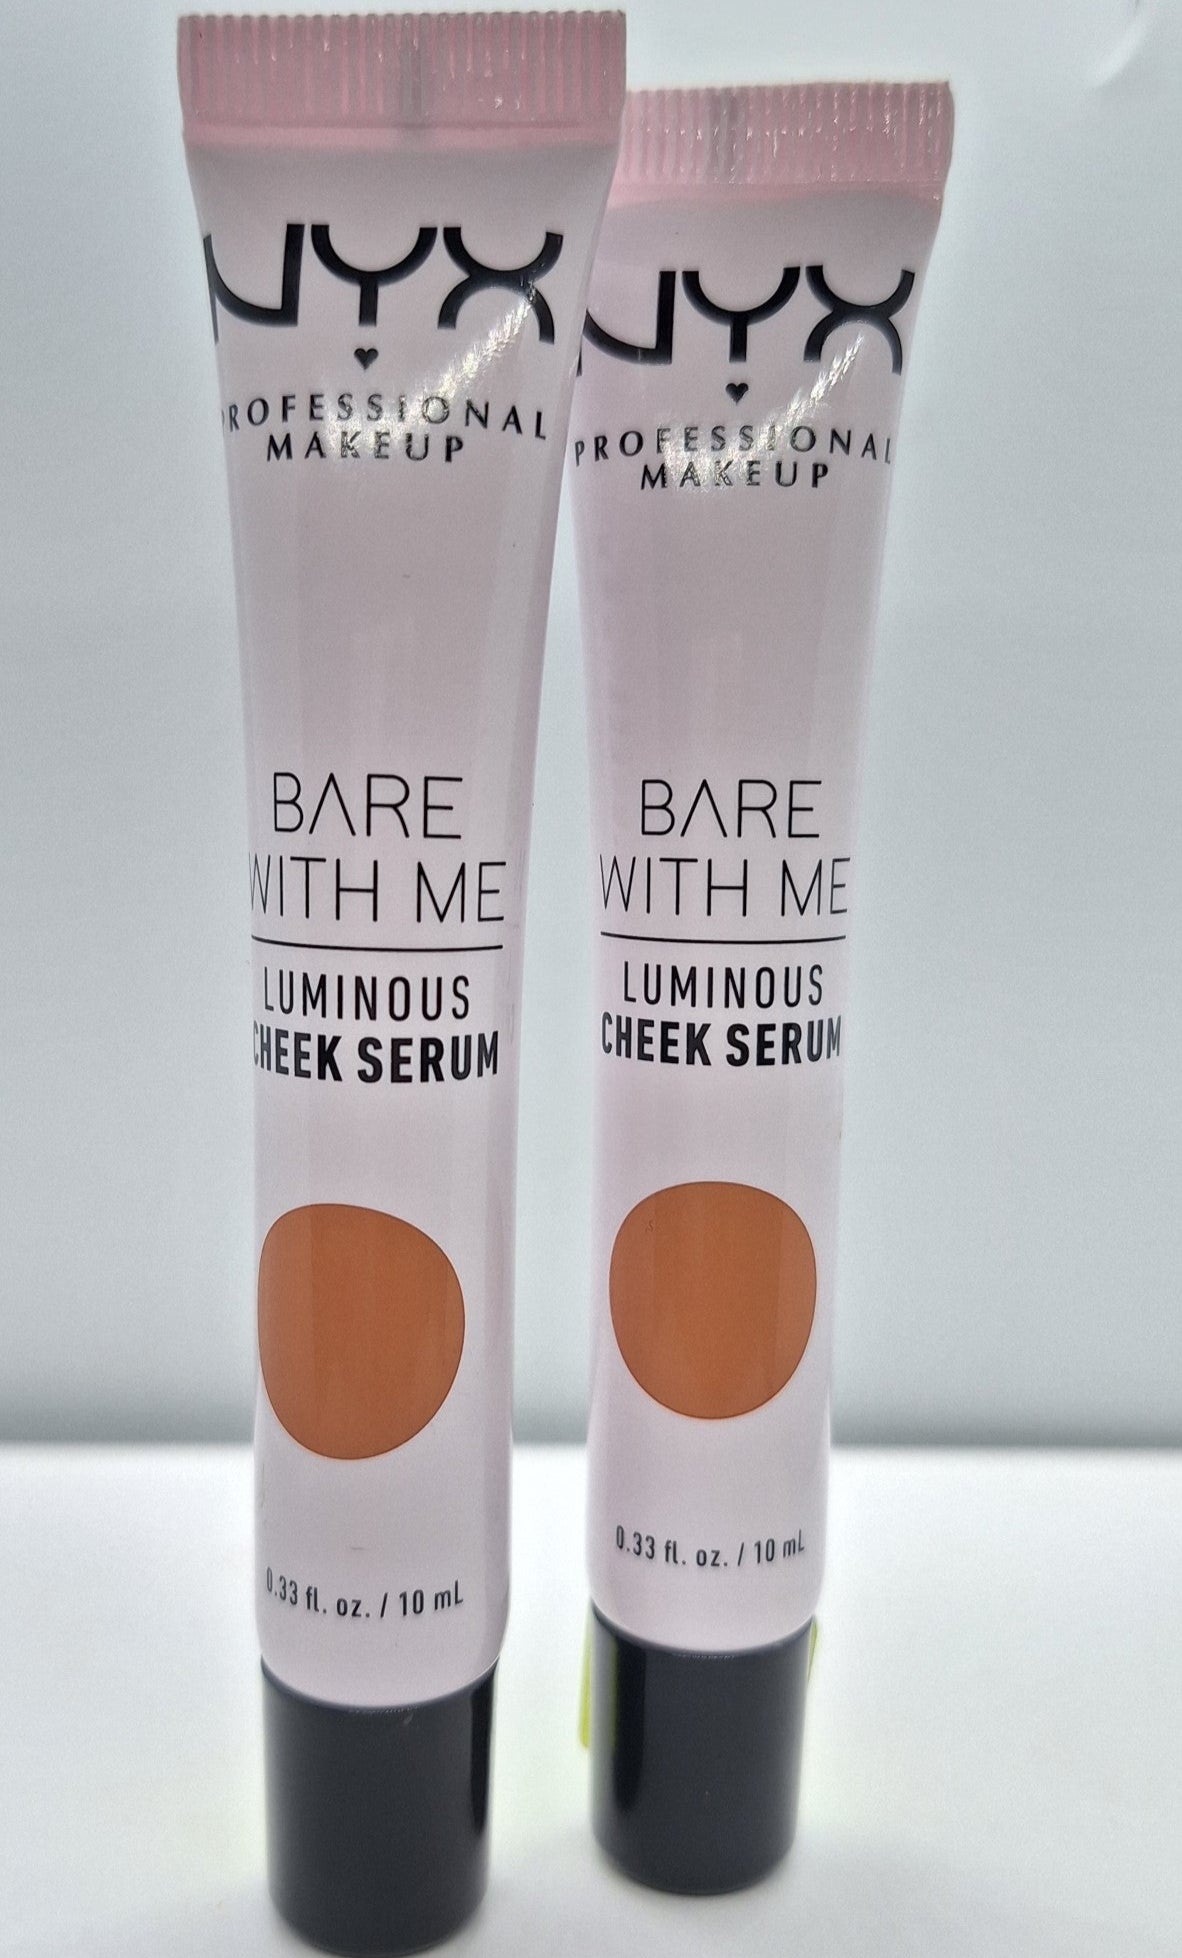 NYX
PROFESSIONAL
MAKEUP
BARE
WITH ME
LUMINOUS
CHEEK SERUM
0.33 fl. oz. / 10 mL
NYX
PROFESSIONAL
MAKEUP
BARE
WITH ME
LUMINOUS
CHEEK SERUM
0.33 fl. oz. / 10 mL